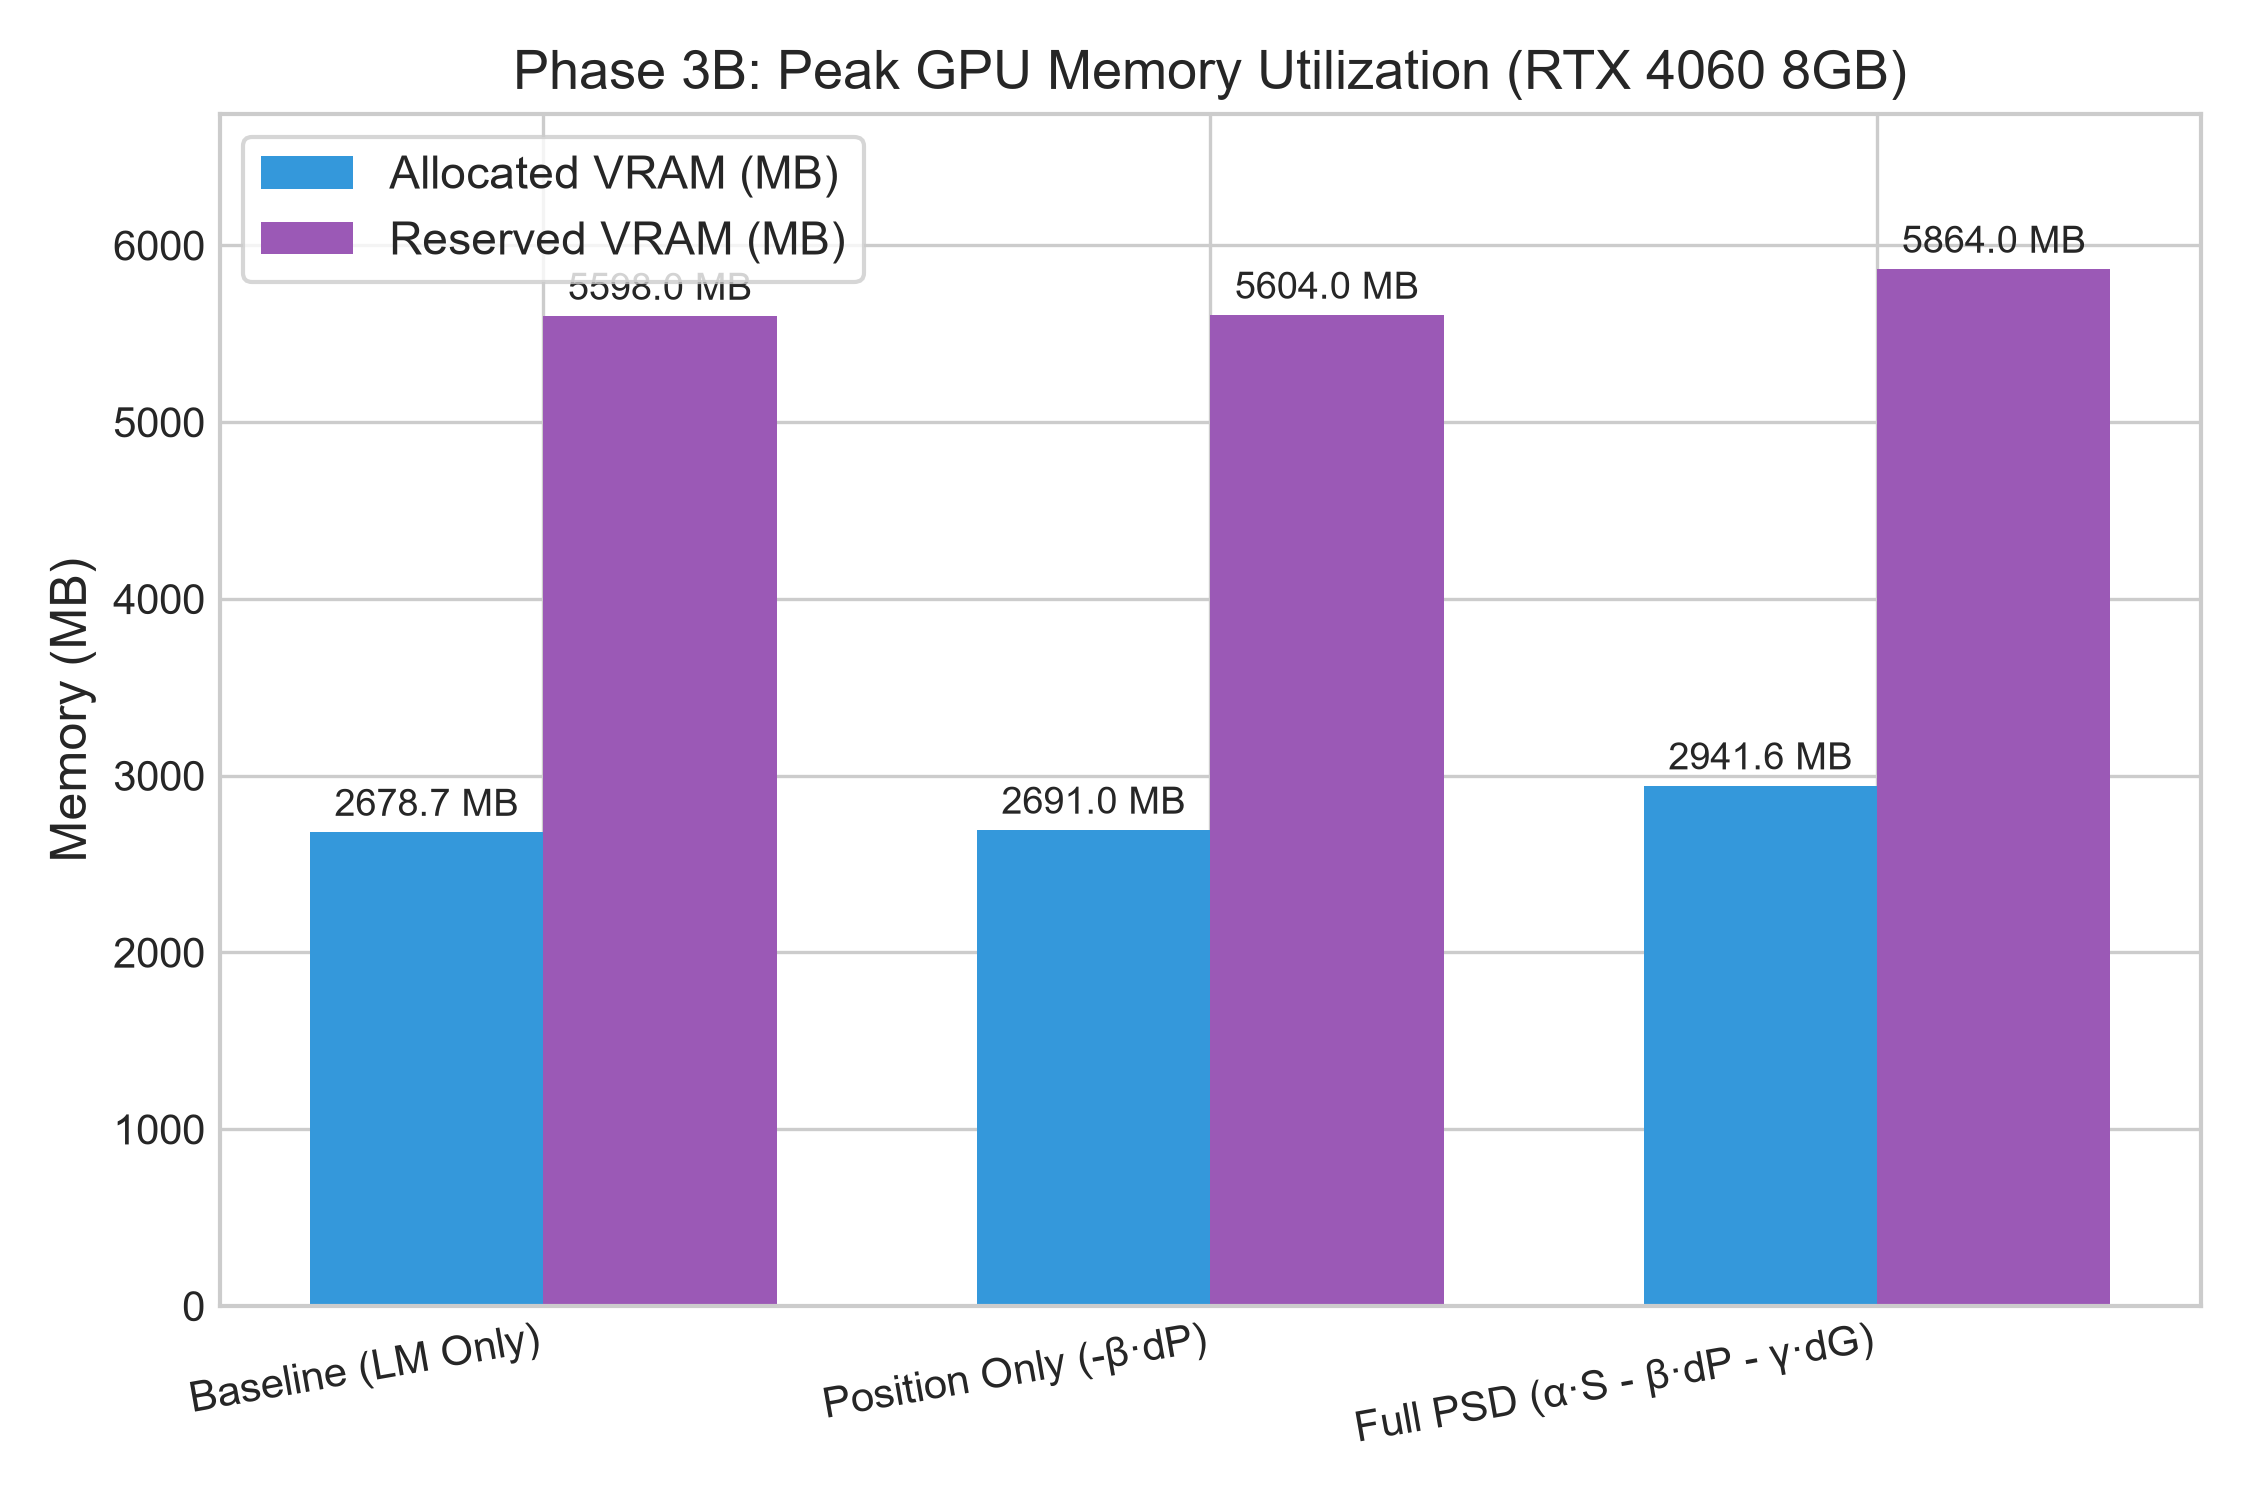 Phase 3B: Peak GPU Memory Utilization (RTX 4060 8GB)
Allocated VRAM (MB)
Reserved VRAM (MB)
Memory (MB)
6000
5000
4000
3000
2000
1000
0
2678.7 MB
5598.0 MB
2691.0 MB
5604.0 MB
2941.6 MB
5864.0 MB
Baseline (LM Only)
Position Only (-β·dP)
Full PSD (α·S - β·dP - γ·dG)